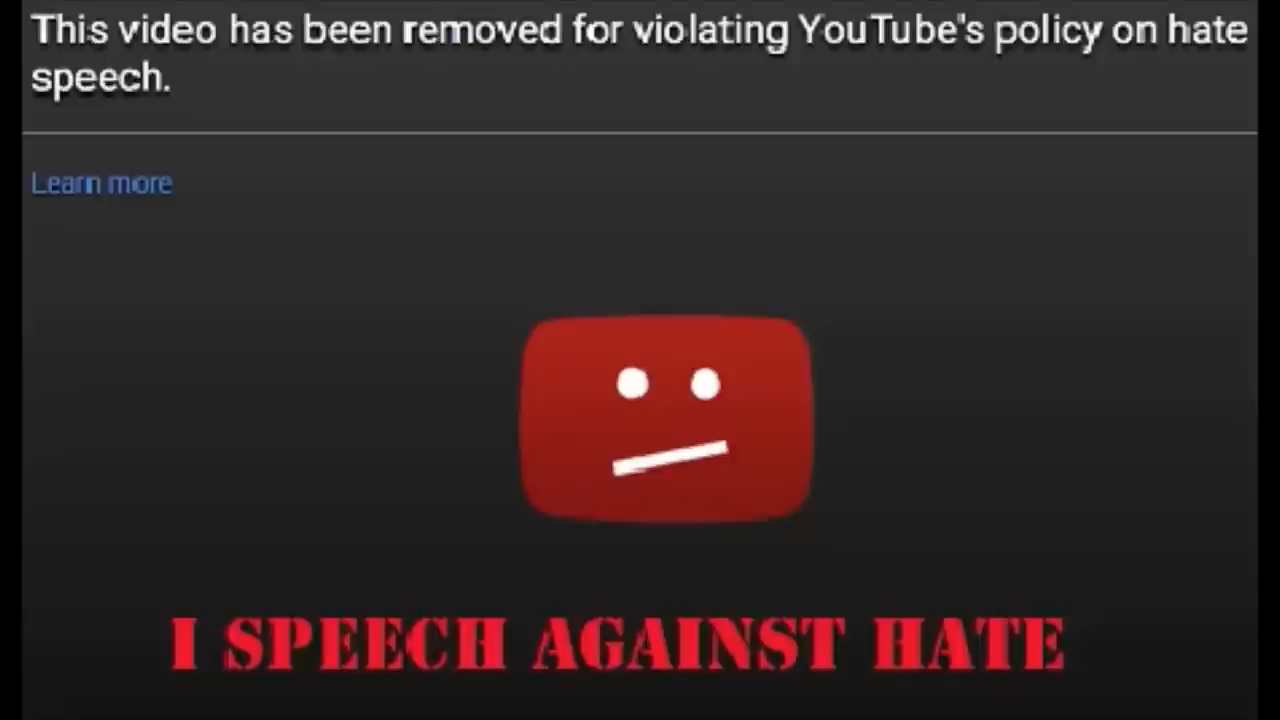 This video has been removed for violating YouTube's policy on hate
speech.
Learn more
I SPEECH AGAINST HATE